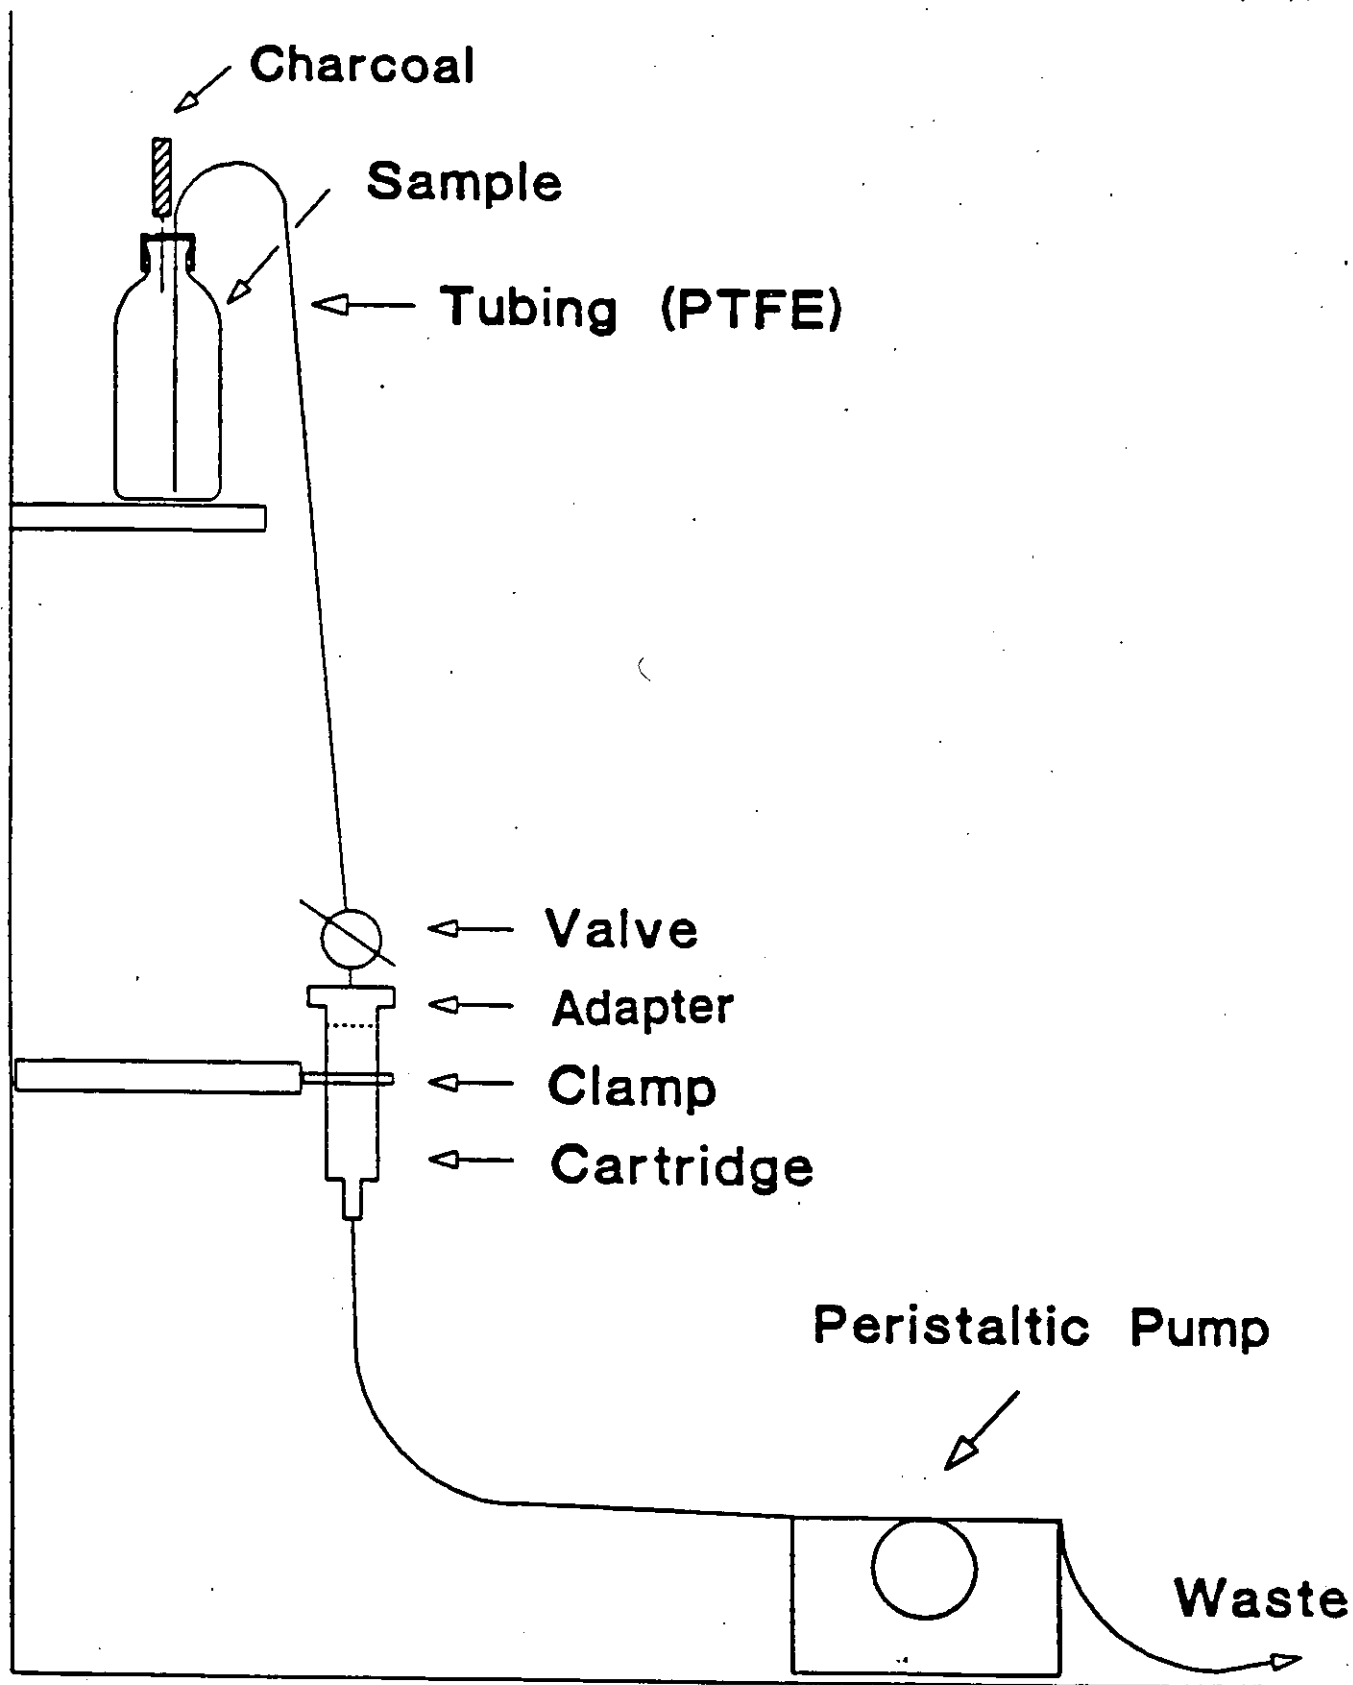 Charcoal
Sample
Tubing (PTFE)
Valve
Adapter
Clamp
Cartridge
Peristaltic Pump
Waste